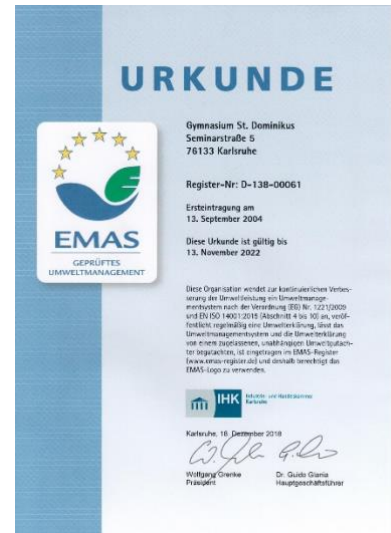 URKUNDE
Gymnasium St. Dominikus
Seminarstraße 5
76133 Karlsruhe
Register-Nr: D-138-00061
Ersteintragung am
13. September 2004
Diese Urkunde ist gültig bis
13. November 2022
EMAS
GEPRÜFTES
UMWELTMANAGEMENT
Diese Organisation wendet zur kontinuierlichen Verbes-
serung der Umweltleistung ein Umweltmanage-
mentsystem nach der Verordnung (EG) Nr. 1221/2009
und EN ISO 14001:2015 (Abschnitt 4 bis 10) an, veröf-
fentlicht regelmäßig eine Umwelterklärung, lässt das
Umweltmanagementsystem und die Umwelterklärung
von einem zugelassenen, unabhängigen Umweltgutach-
ter begutachten, ist eingetragen im EMAS-Register
(www.emas-register.de) und deshalb berechtigt das
EMAS-Logo zu verwenden.
IHK
Industrie- und Handelskammer
Karlsruhe
Karlsruhe, 18. Dezember 2018
Wolfgang Grenke
Präsident
Dr. Guido Glania
Hauptgeschäftsführer